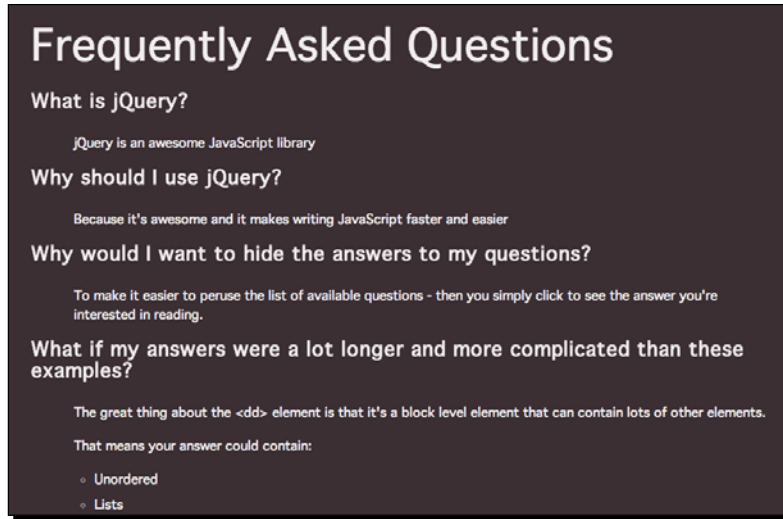 Frequently Asked Questions
What is jQuery?
jQuery is an awesome JavaScript library
Why should I use jQuery?
Because it's awesome and it makes writing JavaScript faster and easier
Why would I want to hide the answers to my questions?
To make it easier to peruse the list of available questions - then you simply click to see the answer you're
interested in reading.
What if my answers were a lot longer and more complicated than these
examples?
The great thing about the <dd> element is that it's a block level element that can contain lots of other elements.
That means your answer could contain:
◦ Unordered
◦ Lists